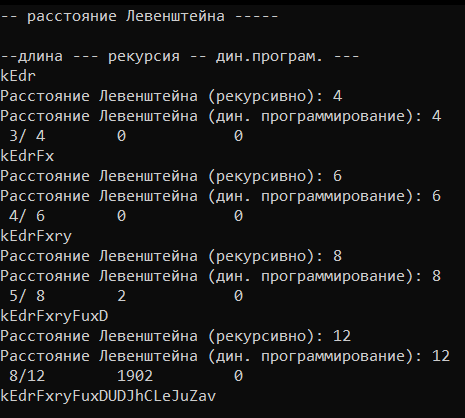 -- расстояние Левенштейна -----
--длина --- рекурсия -- дин.програм. ---
kEdr
Расстояние Левенштейна (рекурсивно): 4
Расстояние Левенштейна (дин. программирование): 4
3/ 4 0 0
kEdrFx
Расстояние Левенштейна (рекурсивно): 6
Расстояние Левенштейна (дин. программирование): 6
4/ 6 0 0
kEdrFxry
Расстояние Левенштейна (рекурсивно): 8
Расстояние Левенштейна (дин. программирование): 8
5/ 8 2 0
kEdrFxryFuxD
Расстояние Левенштейна (рекурсивно): 12
Расстояние Левенштейна (дин. программирование): 12
8/12 1902 0
kEdrFxryFuxDUDJhCLeJuZav